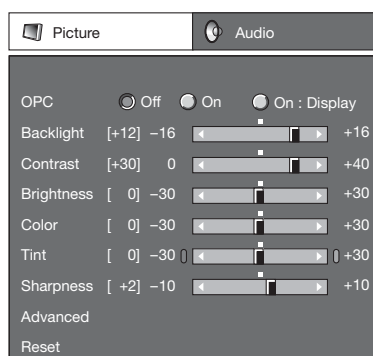 Picture
Audio
OPC Off On On : Display
Backlight [+12] –16 +16
Contrast [+30] 0 +40
Brightness [ 0] –30 +30
Color [ 0] –30 +30
Tint [ 0] –30 +30
Sharpness [ +2] –10 +10
Advanced
Reset